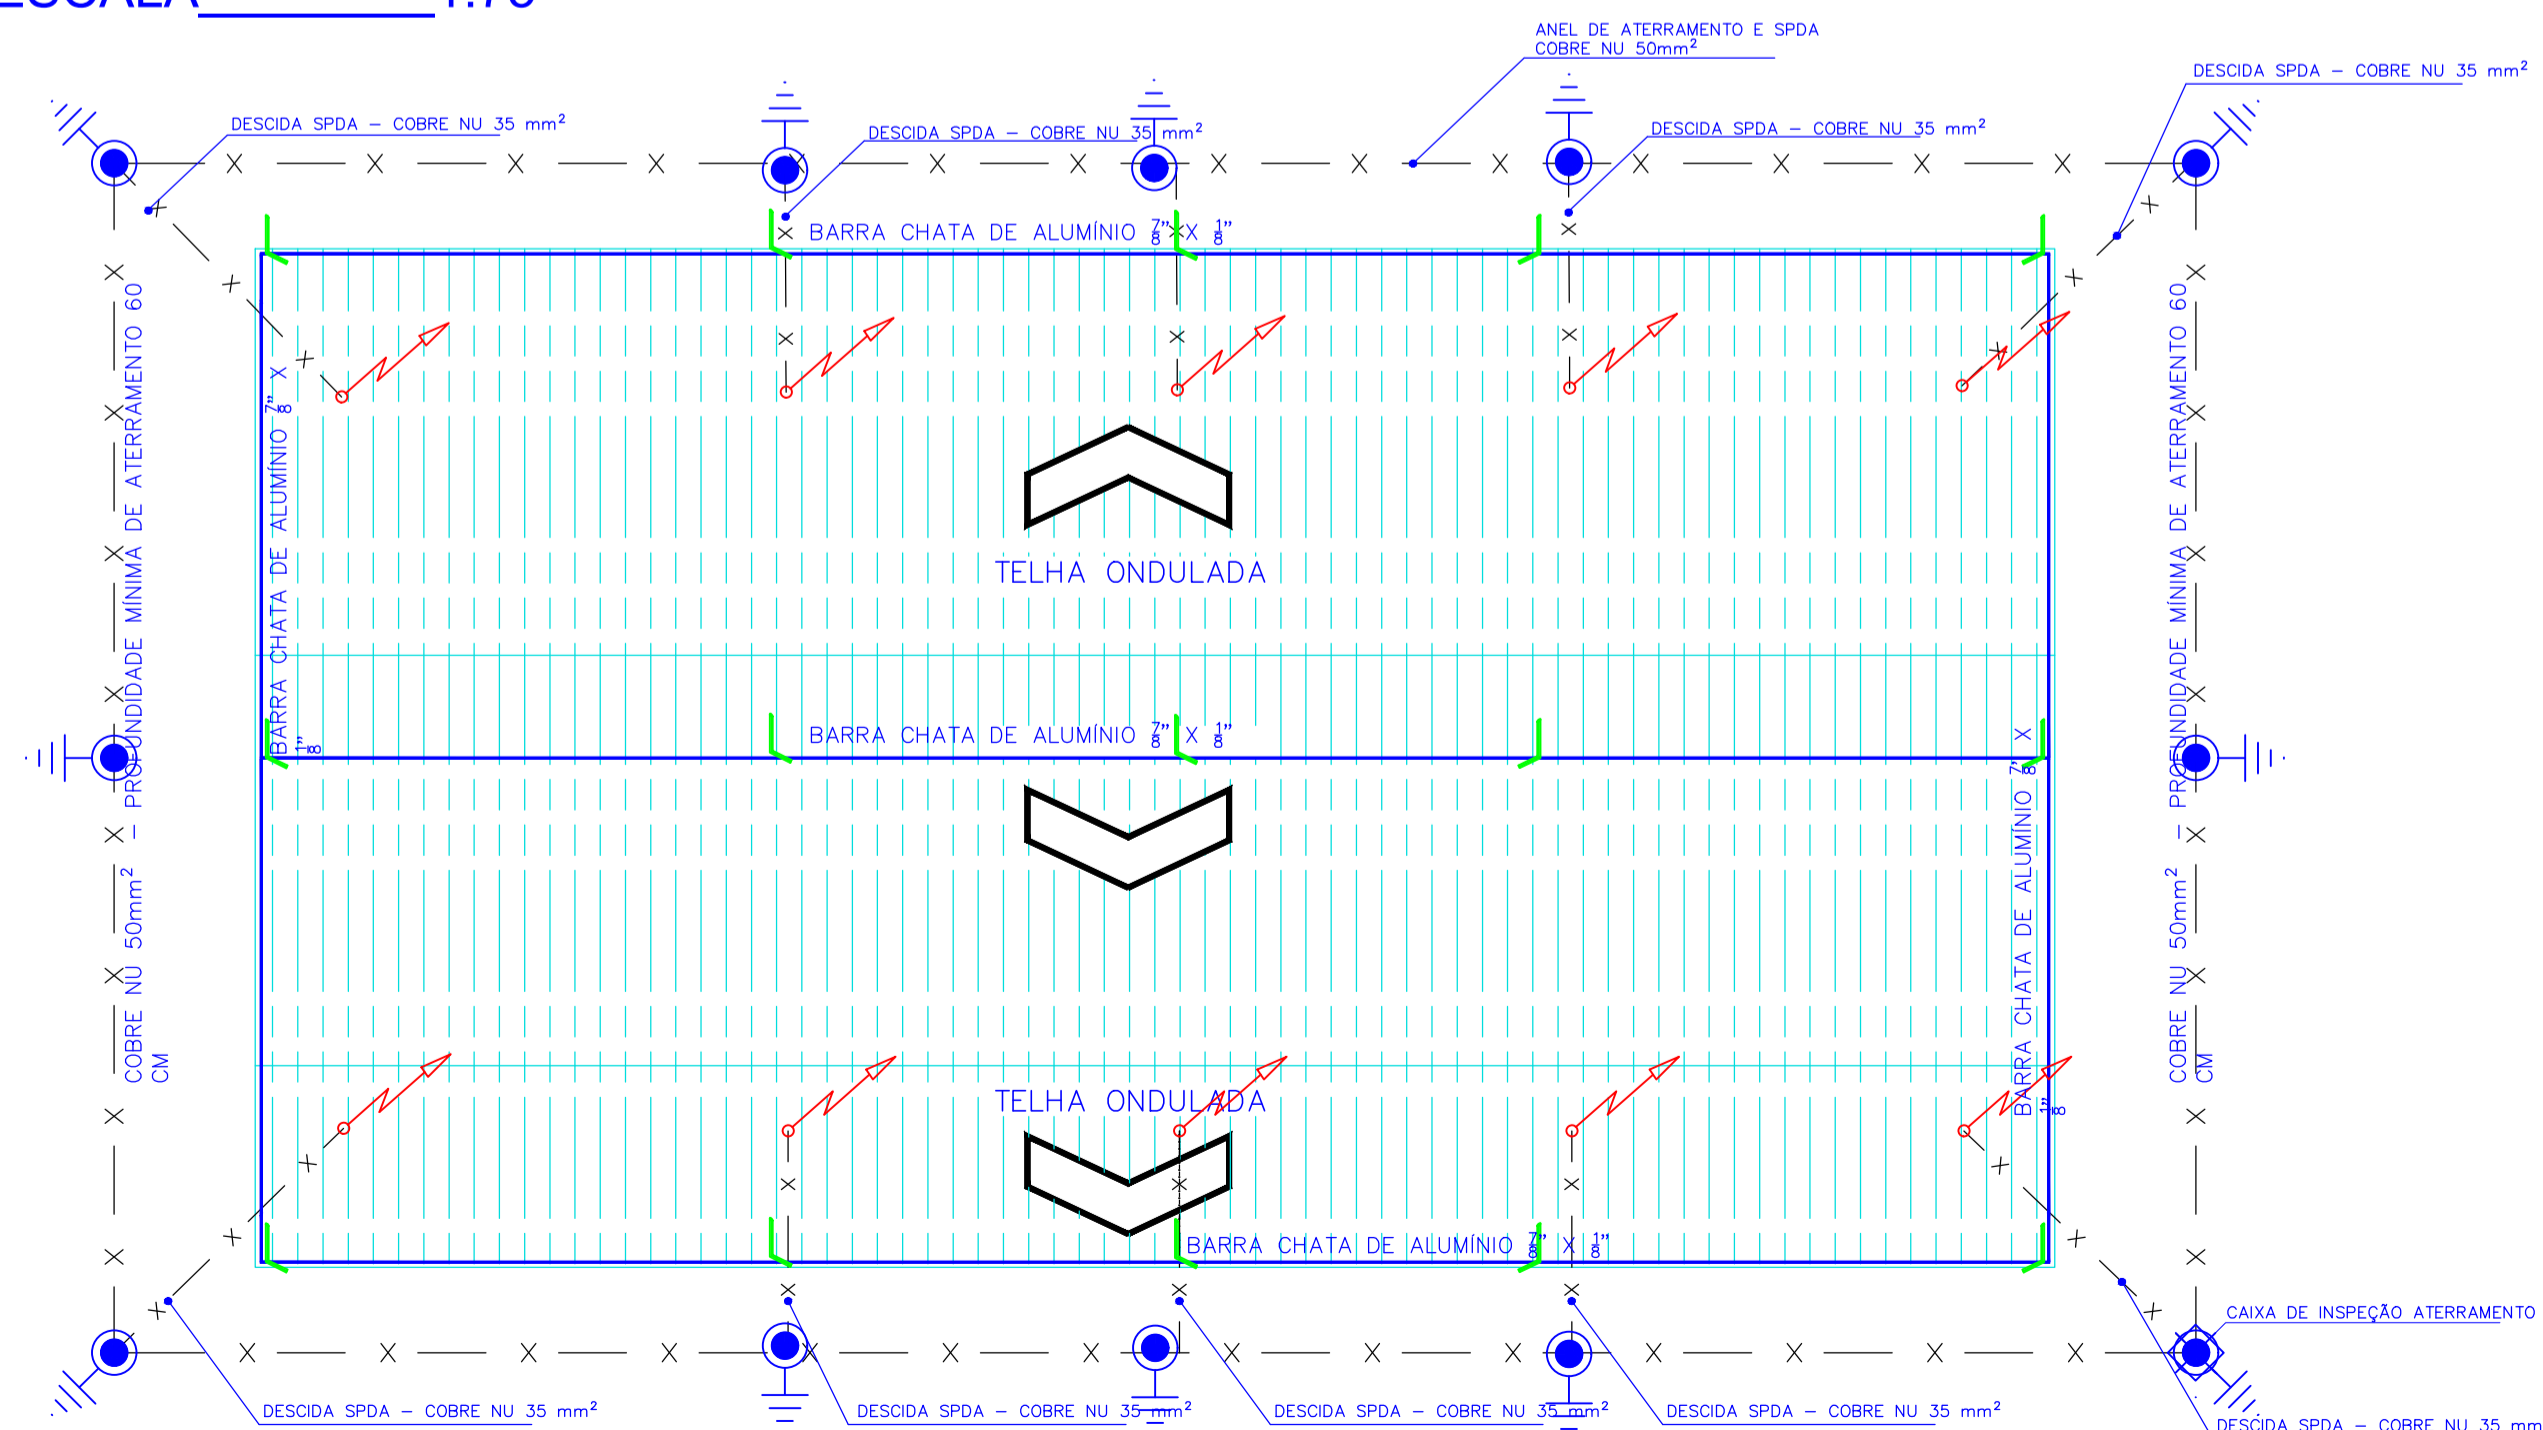 ANEL DE ATERRAMENTO E SPDA
COBRE NU 50mm²
DESCIDA SPDA – COBRE NU 35 mm²
DESCIDA SPDA – COBRE NU 35 mm²
DESCIDA SPDA – COBRE NU 35 mm²
DESCIDA SPDA – COBRE NU 35 mm²
BARRA CHATA DE ALUMÍNIO 7/8" X 1/8"
COBRE NU 50mm² – PROFUNDIDADE MÍNIMA DE ATERRAMENTO 60
CM
BARRA CHATA DE ALUMÍNIO 7/8" X
1/8"
TELHA ONDULADA
BARRA CHATA DE ALUMÍNIO 7/8" X 1/8"
BARRA CHATA DE ALUMÍNIO 7/8" X
1/8"
COBRE NU 50mm² – PROFUNDIDADE MÍNIMA DE ATERRAMENTO 60
CM
TELHA ONDULADA
BARRA CHATA DE ALUMÍNIO 7/8" X 1/8"
CAIXA DE INSPEÇÃO ATERRAMENTO
DESCIDA SPDA – COBRE NU 35 mm²
DESCIDA SPDA – COBRE NU 35 mm²
DESCIDA SPDA – COBRE NU 35 mm²
DESCIDA SPDA – COBRE NU 35 mm²
DESCIDA SPDA – COBRE NU 35 mm